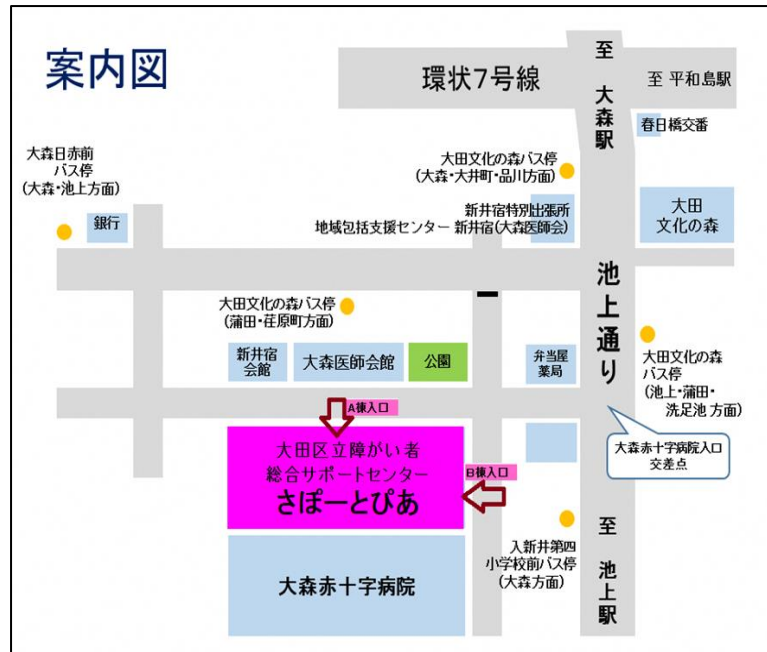 案内図
環状7号線
至 大森駅
至 平和島駅
春日橋交番
大森日赤前
バス停
(大森・池上方面)
銀行
大田文化の森バス停
(大森・大井町・品川方面)
新井宿特別出張所
地域包括支援センター 新井宿(大森医師会)
大田
文化の森
池上通り
大田文化の森バス停
(蒲田・荏原町方面)
新井宿
会館
大森医師会館
公園
弁当屋
薬局
大田文化の森
バス停
(池上・蒲田・
洗足池 方面)
A棟入口
大田区立障がい者
総合サポートセンター
さぽーとぴあ
B棟入口
大森赤十字病院入口
交差点
入新井第四
小学校前バス停
(大森方面)
至 池上駅
大森赤十字病院